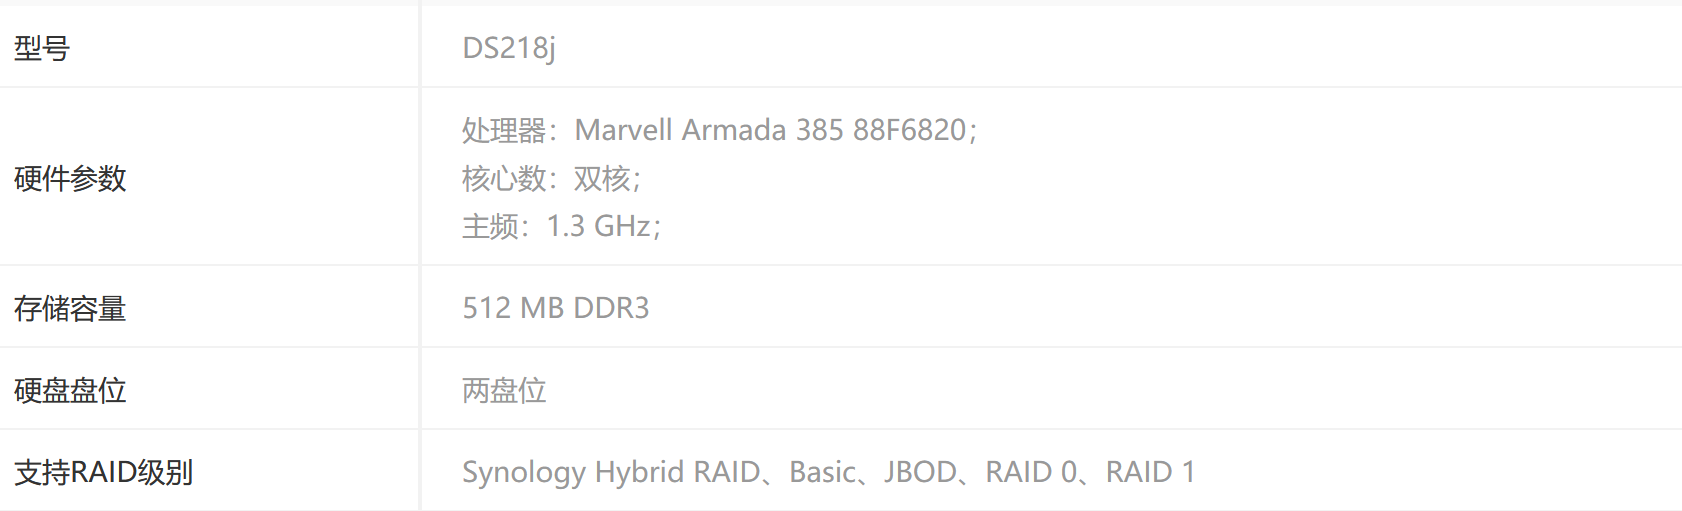 型号
DS218j
硬件参数
处理器：Marvell Armada 385 88F6820；
核心数：双核；
主频：1.3 GHz；
存储容量
512 MB DDR3
硬盘盘位
两盘位
支持RAID级别
Synology Hybrid RAID、Basic、JBOD、RAID 0、RAID 1